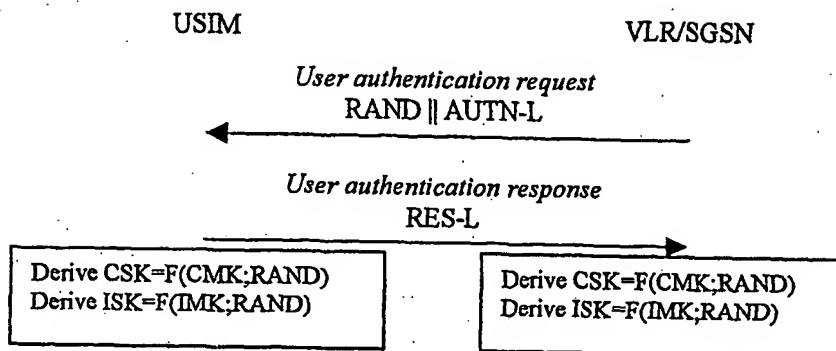 USIM
VLR/SGSN
User authentication request
RAND || AUTN-L
User authentication response
RES-L
Derive CSK=F(CMK;RAND)
Derive ISK=F(IMK;RAND)
Derive CSK=F(CMK;RAND)
Derive ISK=F(IMK;RAND)